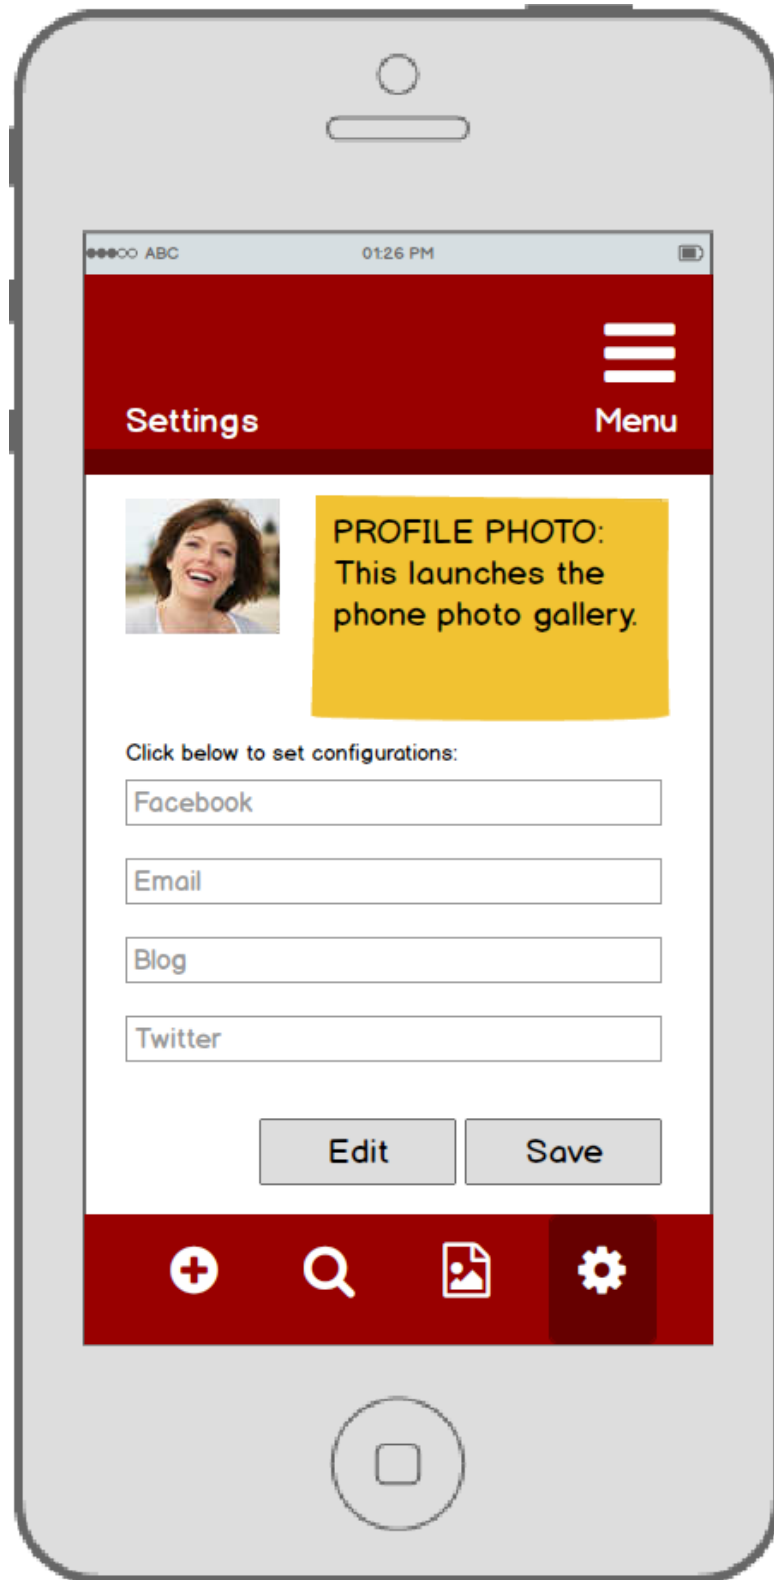 ABC 01:26 PM
Settings Menu
PROFILE PHOTO:
This launches the
phone photo gallery.
Click below to set configurations:
Facebook
Email
Blog
Twitter
Edit Save